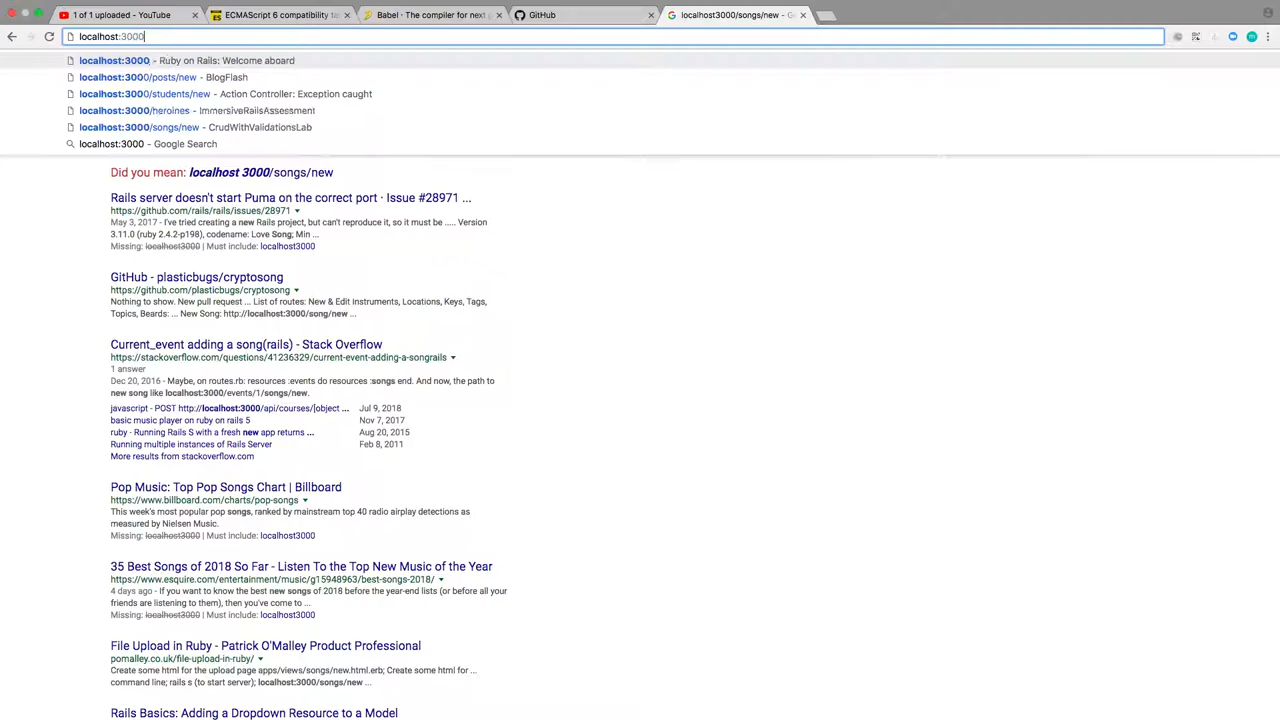 1 of 1 uploaded - YouTube
ECMAScript 6 compatibility ta
Babel · The compiler for next g
GitHub
localhost3000/songs/new - G
localhost:3000
localhost:3000 - Ruby on Rails: Welcome aboard
localhost:3000/posts/new - BlogFlash
localhost:3000/students/new - Action Controller: Exception caught
localhost:3000/heroines - ImmersiveRailsAssessment
localhost:3000/songs/new - CrudWithValidationsLab
localhost:3000 - Google Search
Did you mean: localhost 3000/songs/new
Rails server doesn't start Puma on the correct port · Issue #28971 ...
https://github.com/rails/rails/issues/28971
May 3, 2017 - I've tried creating a new Rails project, but can't reproduce it, so it must be ..... Version
3.11.0 (ruby 2.4.2-p198), codename: Love Song; Min ...
Missing: localhost3000 | Must include: localhost3000
GitHub - plasticbugs/cryptosong
https://github.com/plasticbugs/cryptosong
Nothing to show. New pull request ... List of routes: New & Edit Instruments, Locations, Keys, Tags,
Topics, Beards: ... New Song: http://localhost:3000/song/new ...
Current_event adding a song(rails) - Stack Overflow
https://stackoverflow.com/questions/41236329/current-event-adding-a-songrails
1 answer
Dec 20, 2016 - Maybe, on routes.rb: resources :events do resources :songs end. And now, the path to
new song like localhost:3000/events/1/songs/new.
javascript - POST http://localhost:3000/api/courses/[object ... Jul 9, 2018
basic music player on ruby on rails 5 Nov 7, 2017
ruby - Running Rails S with a fresh new app returns ... Aug 20, 2015
Running multiple instances of Rails Server Feb 8, 2011
More results from stackoverflow.com
Pop Music: Top Pop Songs Chart | Billboard
https://www.billboard.com/charts/pop-songs
This week's most popular pop songs, ranked by mainstream top 40 radio airplay detections as
measured by Nielsen Music.
Missing: localhost3000 | Must include: localhost3000
35 Best Songs of 2018 So Far - Listen To the Top New Music of the Year
https://www.esquire.com/entertainment/music/g15948963/best-songs-2018/
4 days ago - If you want to know the best new songs of 2018 before the year-end lists (or before all your
friends are listening to them), then you've come to ...
Missing: localhost3000 | Must include: localhost3000
File Upload in Ruby - Patrick O'Malley Product Professional
pomalley.co.uk/file-upload-in-ruby/
Create some html for the upload page apps/views/songs/new.html.erb; Create some html for ...
command line; rails s (to start server); localhost:3000/songs/new ...
Rails Basics: Adding a Dropdown Resource to a Model